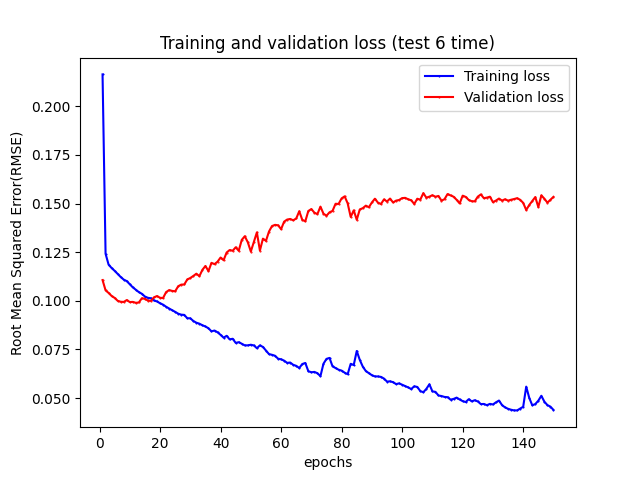 Training and validation loss (test 6 time)
Training loss
Validation loss
Root Mean Squared Error(RMSE)
0.200
0.175
0.150
0.125
0.100
0.075
0.050
0 20 40 60 80 100 120 140
epochs